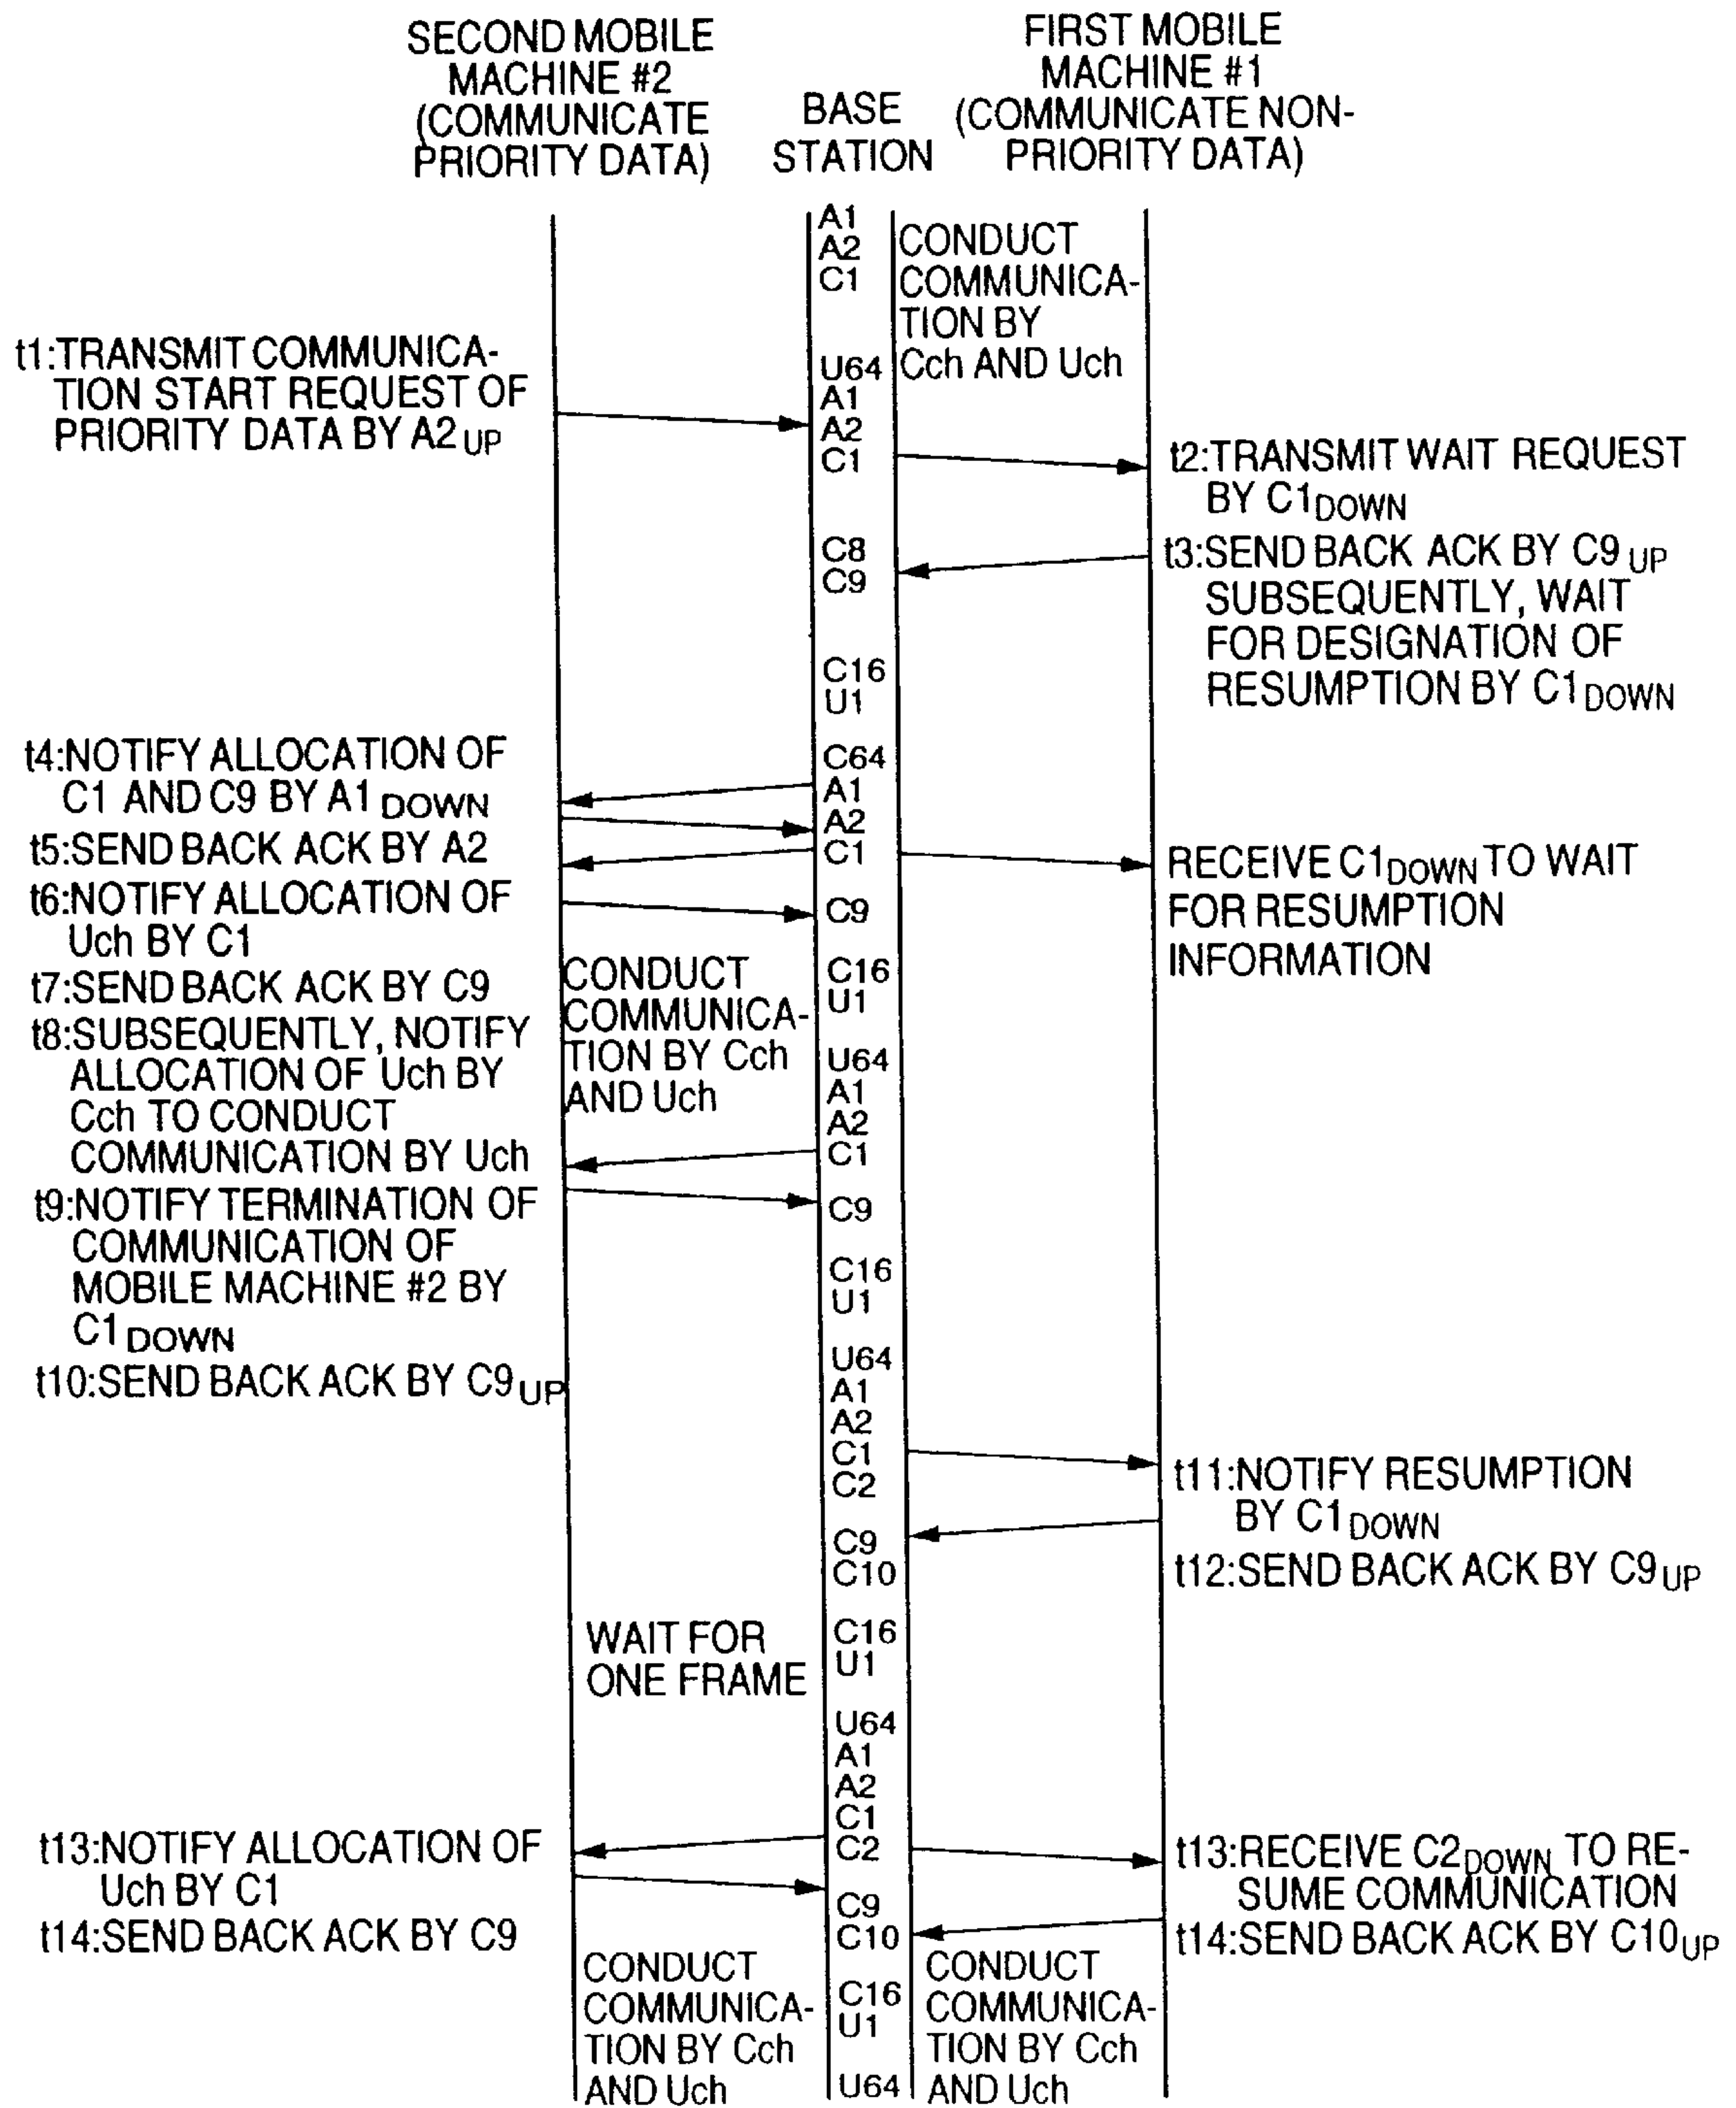 SECOND MOBILE
MACHINE #2
(COMMUNICATE
PRIORITY DATA)
BASE
STATION
FIRST MOBILE
MACHINE #1
(COMMUNICATE NON-
PRIORITY DATA)
A1
A2
C1
CONDUCT
COMMUNICA-
TION BY
Cch AND Uch
t1:TRANSMIT COMMUNICA-
TION START REQUEST OF
PRIORITY DATA BY A2UP
U64
A1
A2
C1
t2:TRANSMIT WAIT REQUEST
BY C1DOWN
C8
C9
t3:SEND BACK ACK BY C9UP
SUBSEQUENTLY, WAIT
FOR DESIGNATION OF
RESUMPTION BY C1DOWN
C16
U1
t4:NOTIFY ALLOCATION OF
C1 AND C9 BY A1DOWN
t5:SEND BACK ACK BY A2
t6:NOTIFY ALLOCATION OF
Uch BY C1
t7:SEND BACK ACK BY C9
t8:SUBSEQUENTLY, NOTIFY
ALLOCATION OF Uch BY
Cch TO CONDUCT
COMMUNICATION BY Uch
t9:NOTIFY TERMINATION OF
COMMUNICATION OF
MOBILE MACHINE #2 BY
C1DOWN
t10:SEND BACK ACK BY C9UP
CONDUCT
COMMUNICA-
TION BY Cch
AND Uch
C64
A1
A2
C1
C9
C16
U1
U64
A1
A2
C1
C9
C16
U1
U64
A1
A2
C1
C2
C9
C10
C16
U1
U64
A1
A2
C1
C2
C9
C10
C16
U1
U64
RECEIVE C1DOWN TO WAIT
FOR RESUMPTION
INFORMATION
t11:NOTIFY RESUMPTION
BY C1DOWN
t12:SEND BACK ACK BY C9UP
WAIT FOR
ONE FRAME
t13:NOTIFY ALLOCATION OF
Uch BY C1
t14:SEND BACK ACK BY C9
t13:RECEIVE C2DOWN TO RE-
SUME COMMUNICATION
t14:SEND BACK ACK BY C10UP
CONDUCT
COMMUNICA-
TION BY Cch
AND Uch
CONDUCT
COMMUNICA-
TION BY Cch
AND Uch